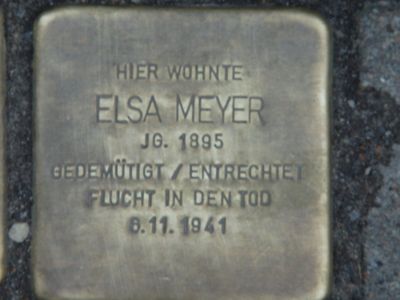 HIER WOHNTE
ELSA MEYER
JG. 1895
GEDEMÜTIGT / ENTRECHTET
FLUCHT IN DEN TOD
6.11. 1941